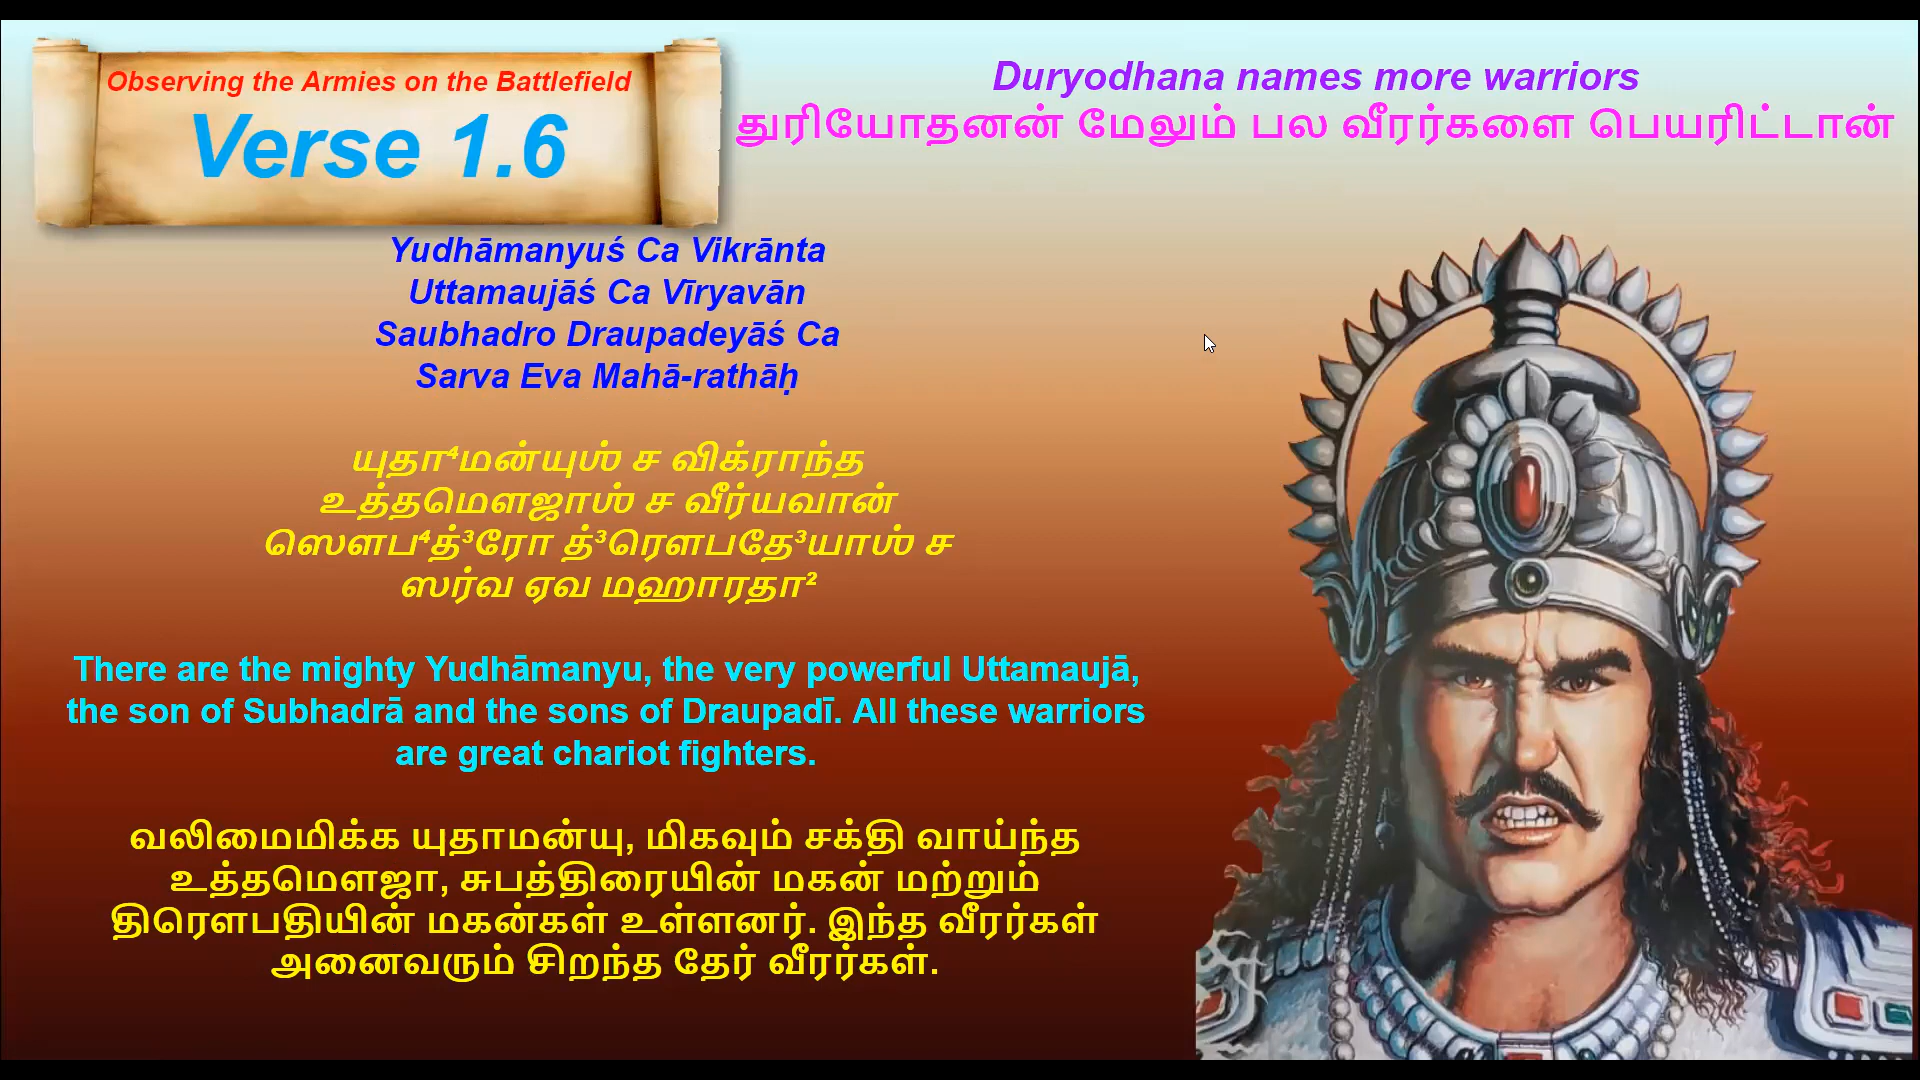 Observing the Armies on the Battlefield
Verse 1.6
Duryodhana names more warriors
துரியோதனன் மேலும் பல வீரர்களை பெயரிட்டான்
Yudhāmanyuś Ca Vikrānta
Uttamaujāś Ca Vīryavān
Saubhadro Draupadeyāś Ca
Sarva Eva Mahā-rathāḥ
யுதா⁴மன்யுஶ் ச விக்ராந்த
உத்தமௌஜாஶ் ச வீர்யவான்
ஸௌப⁴த்³ரோ த்³ரௌபதே³யாஶ் ச
ஸர்வ ஏவ மஹாரதா²
There are the mighty Yudhāmanyu, the very powerful Uttamaujā,
the son of Subhadrā and the sons of Draupadī. All these warriors
are great chariot fighters.
வலிமைமிக்க யுதாமன்யு, மிகவும் சக்தி வாய்ந்த
உத்தமௌஜா, சுபத்திரையின் மகன் மற்றும்
திரௌபதியின் மகன்கள் உள்ளனர். இந்த வீரர்கள்
அனைவரும் சிறந்த தேர் வீரர்கள்.